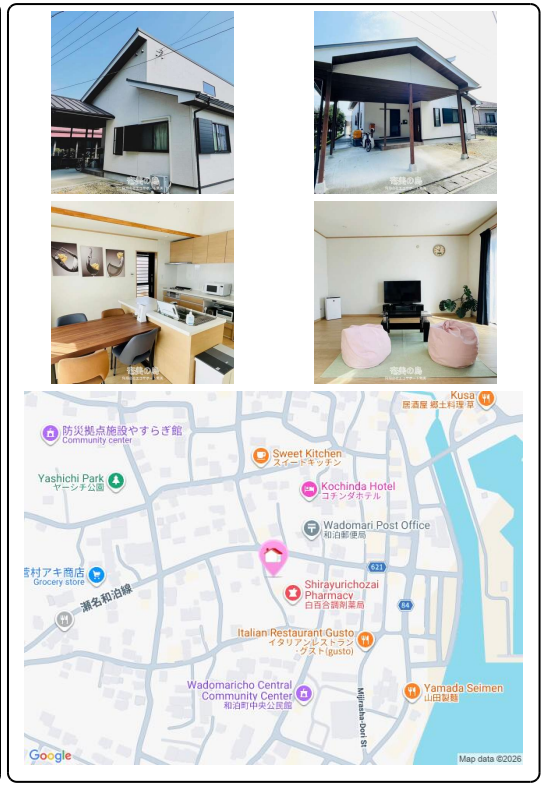 Kusa
居酒屋 郷土料理 草
防災拠点施設やすらぎ館
Community center
Sweet Kitchen
スイートキッチン
Yashichi Park
ヤーシチ公園
Kochinda Hotel
コチンダホテル
Wadomari Post Office
和泊郵便局
菅村アキ商店
Grocery store
621
瀬名和泊線
Shirayurichozai
Pharmacy
白百合調剤薬局
84
Italian Restaurant Gusto
イタリアンレストラン
グスト(gusto)
Wadomaricho Central
Community Center
和泊町中央公民館
Yamada Seimen
山田製麺
Mijrasha-Dori St
Google
Map data ©2026